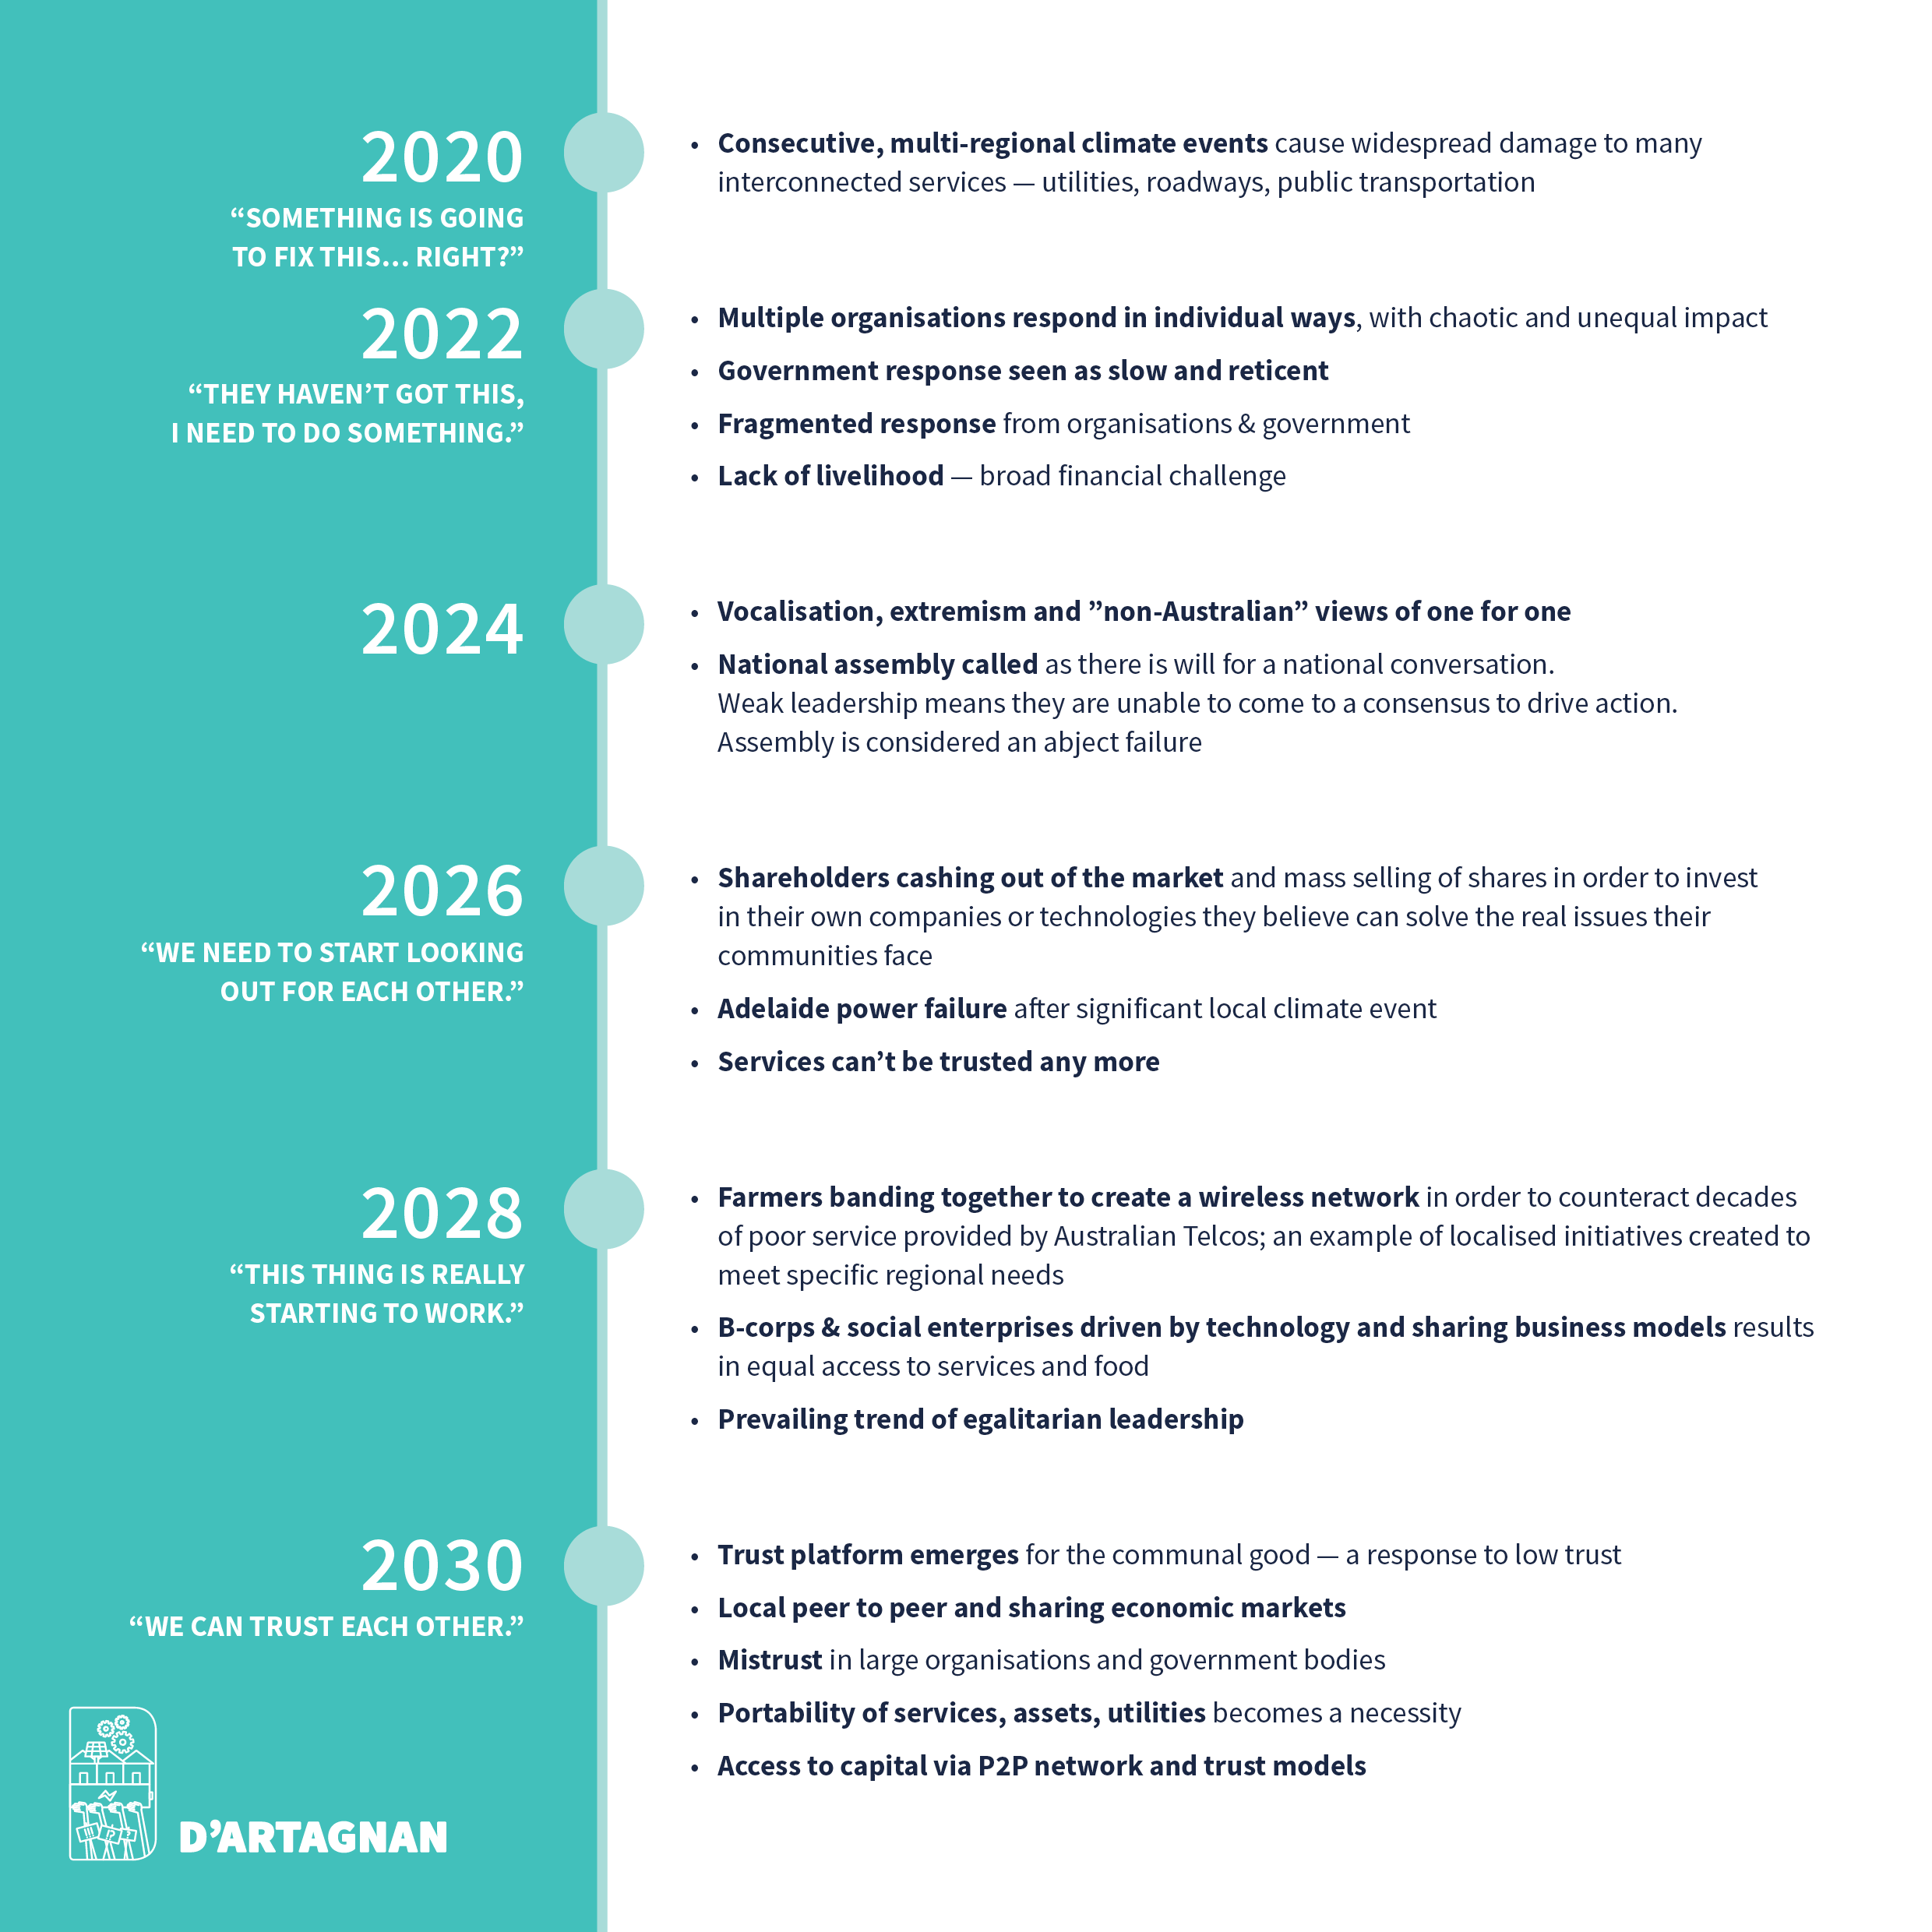 2020
“SOMETHING IS GOING
TO FIX THIS... RIGHT?”
• Consecutive, multi-regional climate events cause widespread damage to many
interconnected services — utilities, roadways, public transportation
2022
“THEY HAVEN’T GOT THIS,
I NEED TO DO SOMETHING.”
• Multiple organisations respond in individual ways, with chaotic and unequal impact
• Government response seen as slow and reticent
• Fragmented response from organisations & government
• Lack of livelihood — broad financial challenge
2024
• Vocalisation, extremism and ”non-Australian” views of one for one
• National assembly called as there is will for a national conversation.
Weak leadership means they are unable to come to a consensus to drive action.
Assembly is considered an abject failure
2026
“WE NEED TO START LOOKING
OUT FOR EACH OTHER.”
• Shareholders cashing out of the market and mass selling of shares in order to invest
in their own companies or technologies they believe can solve the real issues their
communities face
• Adelaide power failure after significant local climate event
• Services can’t be trusted any more
2028
“THIS THING IS REALLY
STARTING TO WORK.”
• Farmers banding together to create a wireless network in order to counteract decades
of poor service provided by Australian Telcos; an example of localised initiatives created to
meet specific regional needs
• B-corps & social enterprises driven by technology and sharing business models results
in equal access to services and food
• Prevailing trend of egalitarian leadership
2030
“WE CAN TRUST EACH OTHER.”
• Trust platform emerges for the communal good — a response to low trust
• Local peer to peer and sharing economic markets
• Mistrust in large organisations and government bodies
• Portability of services, assets, utilities becomes a necessity
• Access to capital via P2P network and trust models
D’ARTAGNAN